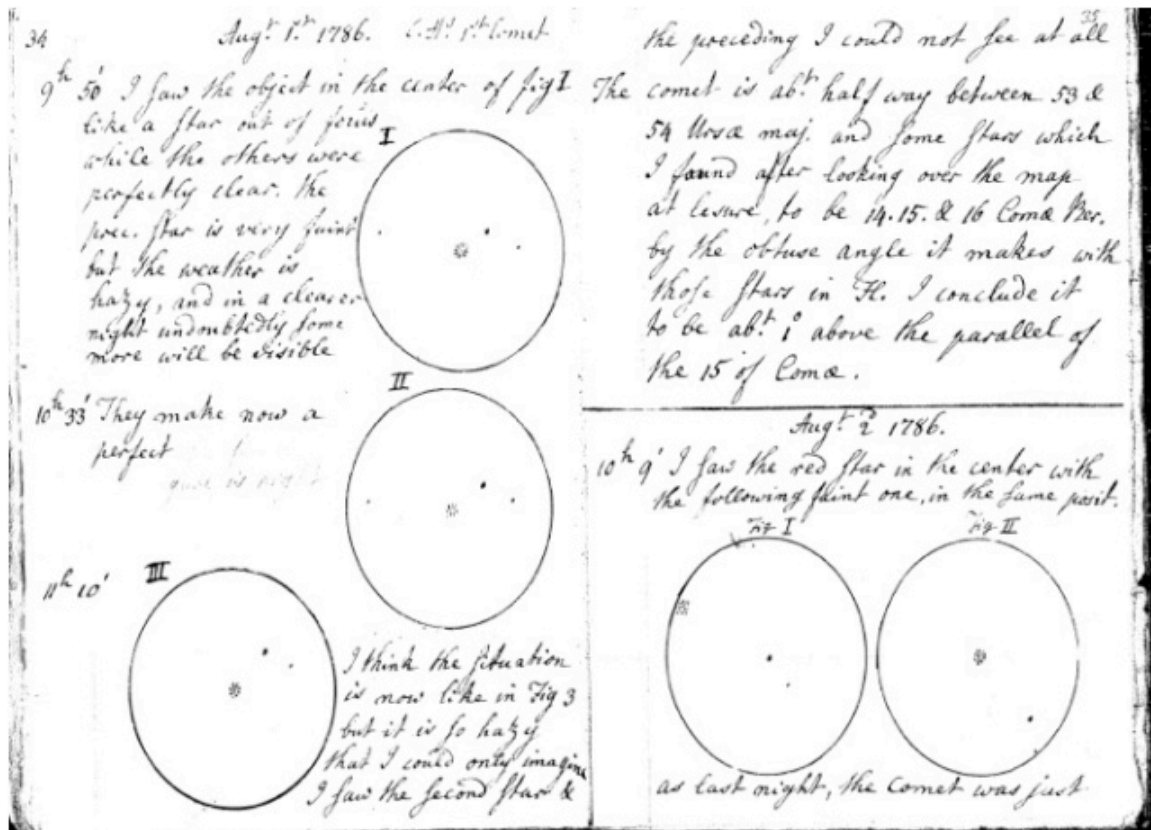 34
Augt. 1st. 1786. C. Hs. 1st Comet
9h 50' I saw the object in the center of fig I
like a star out of focus
while the others were
perfectly clear. the
prec. star is very faint
but the weather is
hazy, and in a clearer
night undoubtedly some
more will be visible
I
II
10h 33' They make now a
perfect
11h 10'
III
I think the situation
is now like in Fig 3
but it is so hazy
that I could only imagine
I saw the second star &
35
the preceding I could not see at all
The comet is abt. half way between 53 &
54 Ursæ maj. and some stars which
I found after looking over the map
at lesure, to be 14. 15. & 16 Comæ Ber.
by the obtuse angle it makes with
those stars in Fl. I conclude it
to be abt. 1° above the parallel of
the 15 of Comæ.
Augt. 2 1786.
10h 9' I saw the red star in the center with
the following faint one, in the same posit.
Fig I
Fig II
as last night, the Comet was just